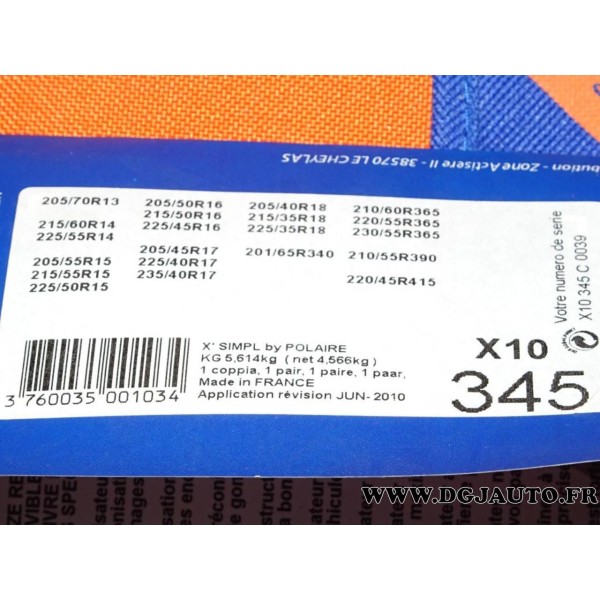 bution - Zone Actisere II - 38570 LE CHEYLAS
205/70R13
215/60R14
225/55R14
205/55R15
215/55R15
225/50R15
205/50R16
215/50R16
225/45R16
205/45R17
225/40R17
235/40R17
205/40R18
215/35R18
225/35R18
201/65R340
210/60R365
220/55R365
230/55R365
210/55R390
220/45R415
Votre numero de serie
X10 345 C 0039
X' SIMPL by POLAIRE
KG 5,614kg ( net 4,566kg )
1 coppia, 1 pair, 1 paire, 1 paar,
Made in FRANCE
Application révision JUN- 2010
3 760035 001034
X10
345
WWW.DGJAUTO.FR